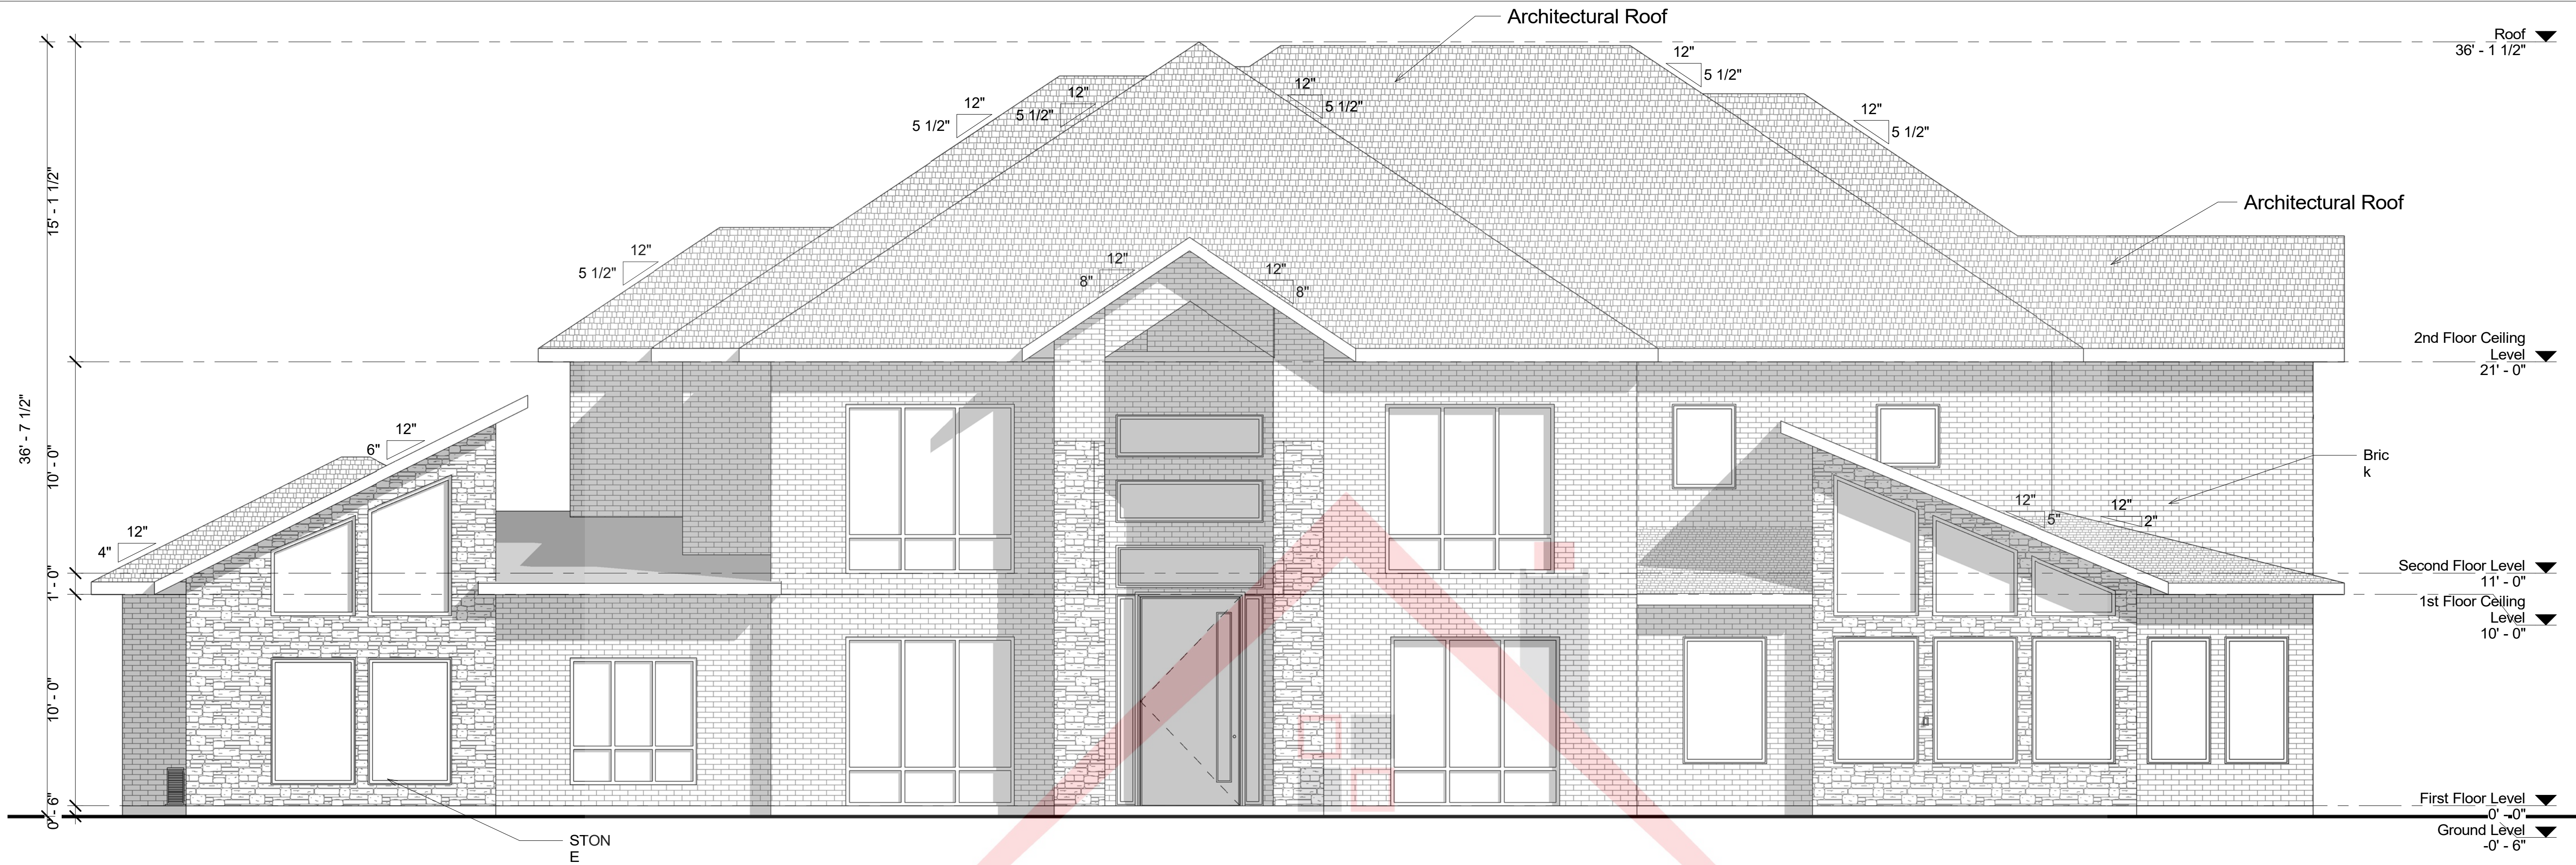 Architectural Roof
Roof
36' - 1 1/2"
12"
5 1/2"
12"
5 1/2"
12"
5 1/2"
12"
5 1/2"
12"
5 1/2"
15' - 1 1/2"
Architectural Roof
12"
5 1/2"
12"
8"
12"
8"
2nd Floor Ceiling
Level
21' - 0"
36' - 7 1/2"
10' - 0"
12"
6"
Bric
k
12"
4"
12"
5"
12"
2"
Second Floor Level
11' - 0"
1' - 0"
1st Floor Ceiling
Level
10' - 0"
10' - 0"
First Floor Level
0' - 0"
0' - 6"
Ground Level
-0' - 6"
STON
E